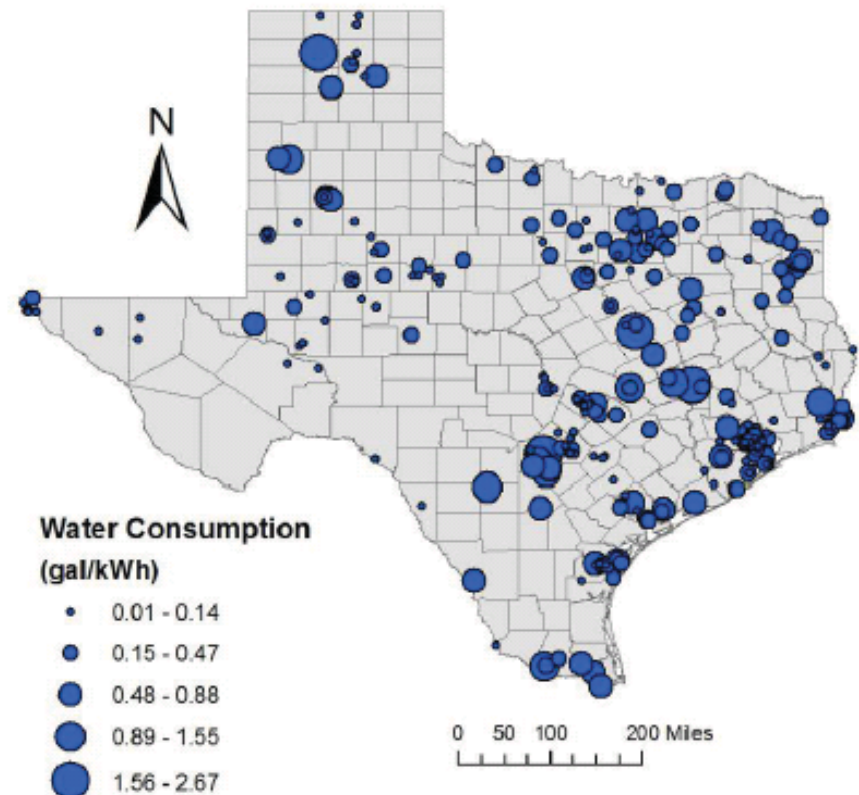 N
Water Consumption
(gal/kWh)
0.01 - 0.14
0.15 - 0.47
0.48 - 0.88
0.89 - 1.55
1.56 - 2.67
0 50 100 200 Miles